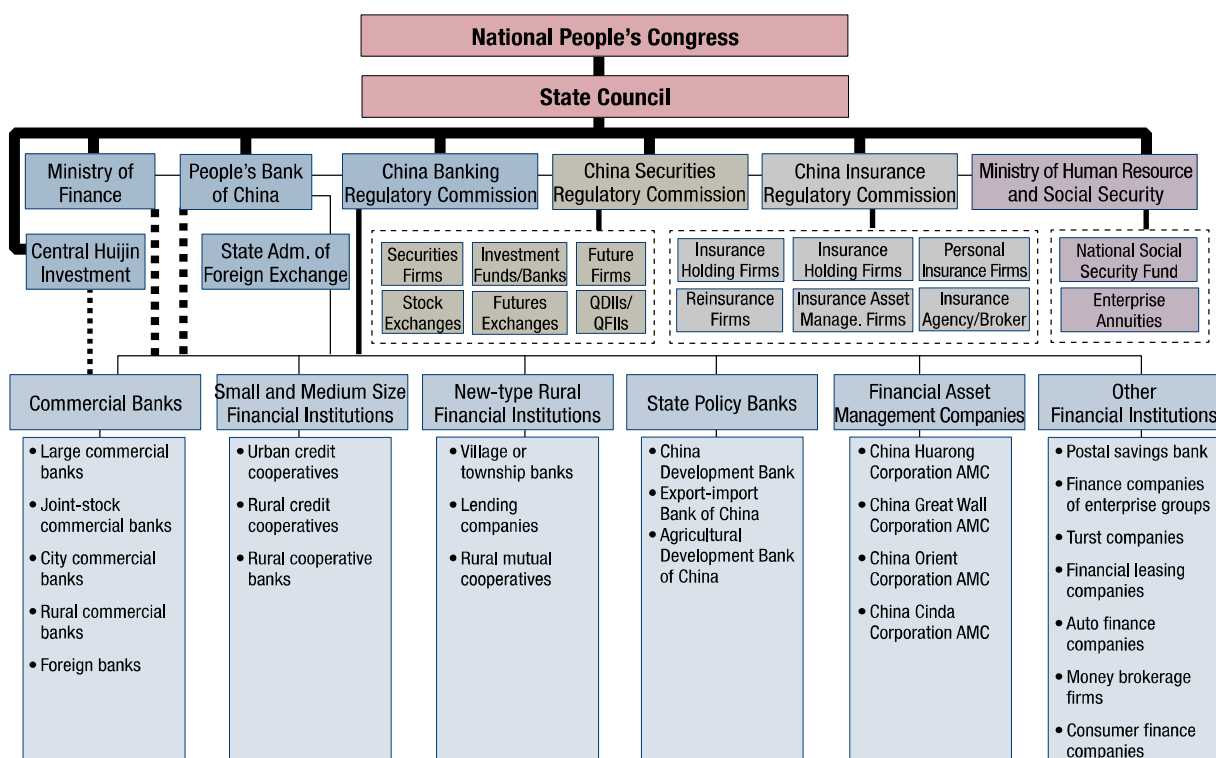 National People's Congress
State Council
Ministry of
Finance
People's Bank
of China
China Banking
Regulatory Commission
China Securities
Regulatory Commission
China Insurance
Regulatory Commission
Ministry of Human Resource
and Social Security
Central Huijin
Investment
State Adm. of
Foreign Exchange
Securities
Firms
Investment
Funds/Banks
Future
Firms
Stock
Exchanges
Futures
Exchanges
QDIIs/
QFIIs
Insurance
Holding Firms
Insurance
Holding Firms
Personal
Insurance Firms
Reinsurance
Firms
Insurance Asset
Manage. Firms
Insurance
Agency/Broker
National Social
Security Fund
Enterprise
Annuities
Commercial Banks
• Large commercial
banks
• Joint-stock
commercial banks
• City commercial
banks
• Rural commercial
banks
• Foreign banks
Small and Medium Size
Financial Institutions
• Urban credit
cooperatives
• Rural credit
cooperatives
• Rural cooperative
banks
New-type Rural
Financial Institutions
• Village or
township banks
• Lending
companies
• Rural mutual
cooperatives
State Policy Banks
• China
Development Bank
• Export-import
Bank of China
• Agricultural
Development Bank
of China
Financial Asset
Management Companies
• China Huarong
Corporation AMC
• China Great Wall
Corporation AMC
• China Orient
Corporation AMC
• China Cinda
Corporation AMC
Other
Financial Institutions
• Postal savings bank
• Finance companies
of enterprise groups
• Turst companies
• Financial leasing
companies
• Auto finance
companies
• Money brokerage
firms
• Consumer finance
companies